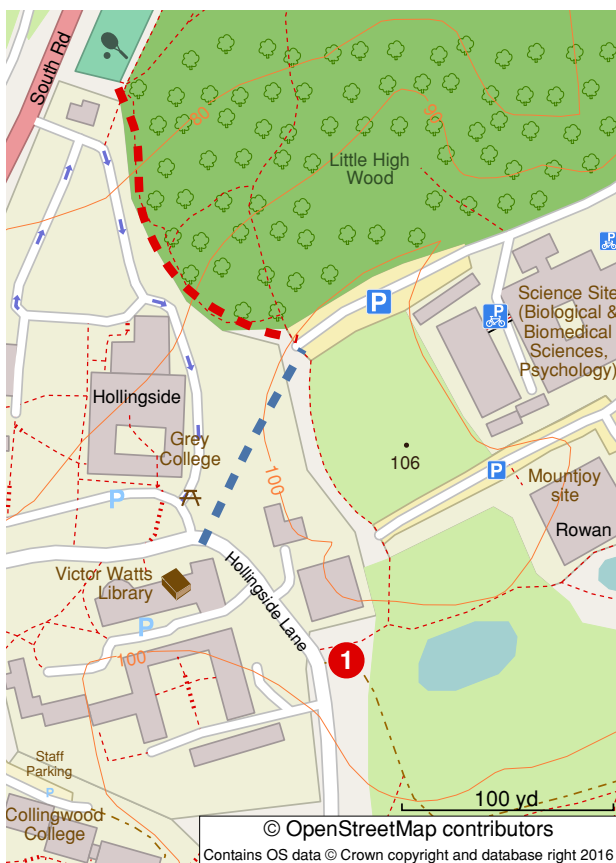 South Rd
80
90
Little High
Wood
P
P
P
Science Site
(Biological &
Biomedical
Sciences,
Psychology)
Hollingside
Grey
College
106
100
P
P
Mountjoy
site
Rowan
Victor Watts
Library
Hollingside Lane
P
1
100
Staff
Parking
P
Collingwood
College
100 yd
© OpenStreetMap contributors
Contains OS data © Crown copyright and database right 2018